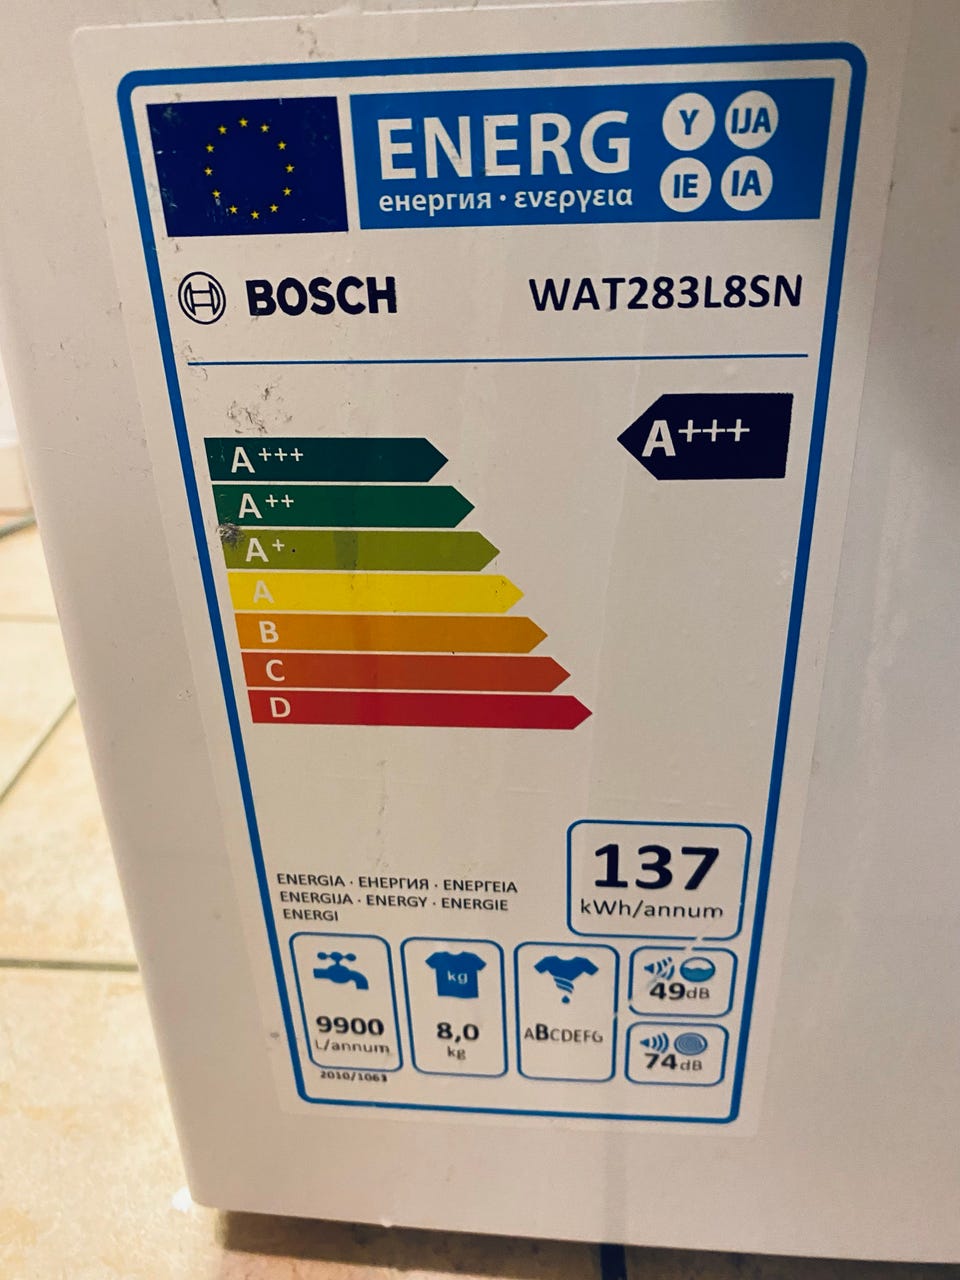 ENERG Y IJA
енергия · ενεργεια IE IA
BOSCH WAT283L8SN
A+++
A+++
A++
A+
A
B
C
D
137
kWh/annum
ENERGIA · ЕНЕРГИЯ · ΕΝΕΡΓΕΙΑ
ENERGIJA · ENERGY · ENERGIE
ENERGI
9900
L/annum
kg
8,0
kg
ABCDEFG
49dB
74dB
2010/1061